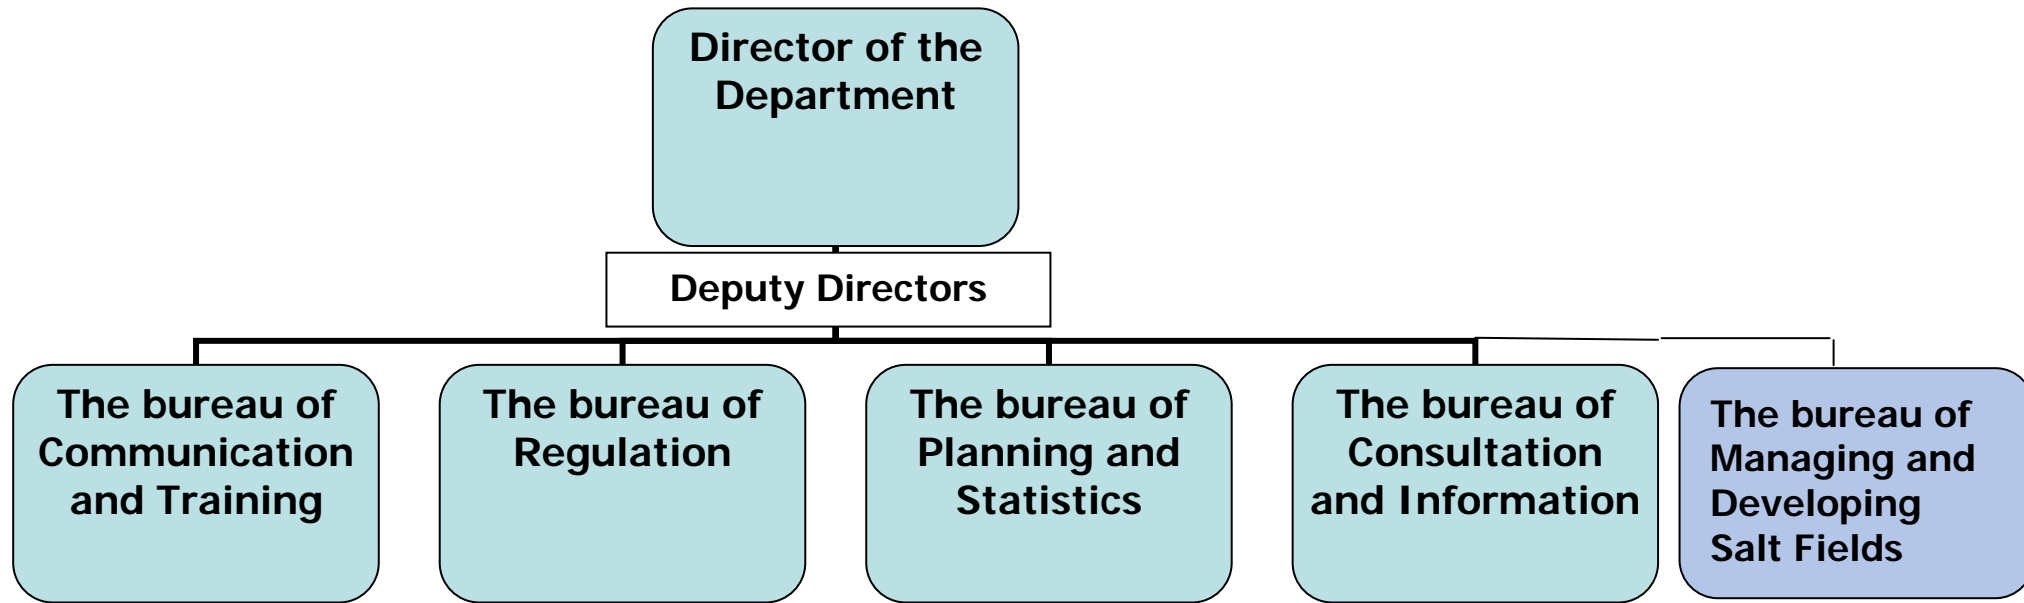 Director of the
Department
Deputy Directors
The bureau of
Communication
and Training
The bureau of
Regulation
The bureau of
Planning and
Statistics
The bureau of
Consultation
and Information
The bureau of
Managing and
Developing
Salt Fields